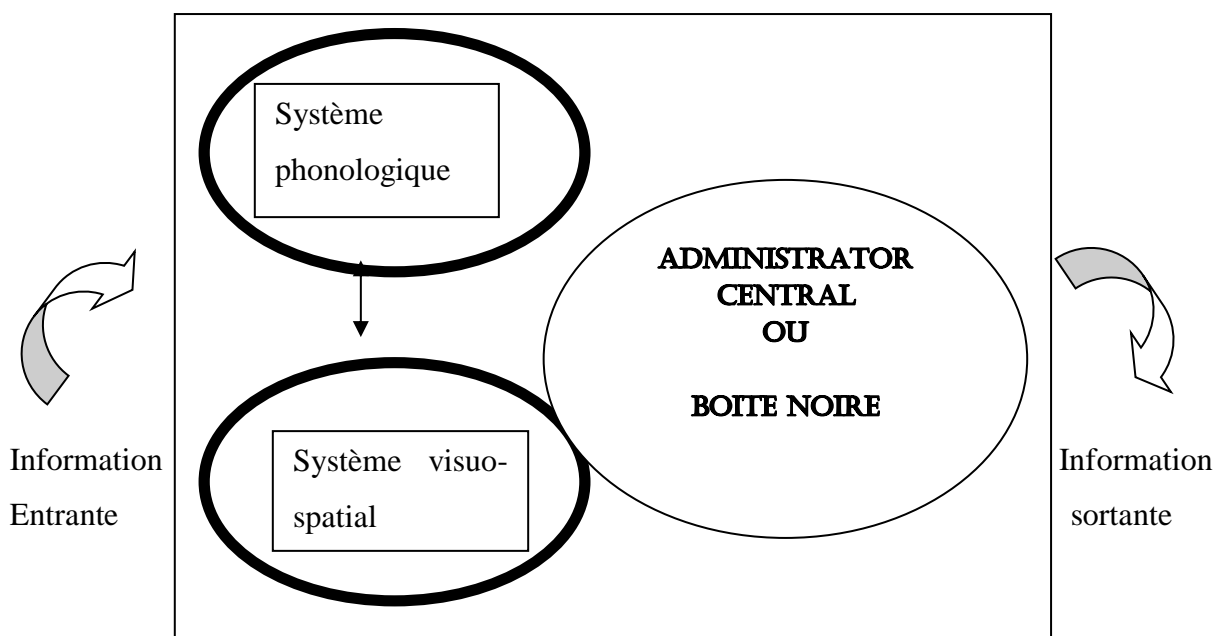 Système
phonologique
ADMINISTRATOR
CENTRAL
OU
BOITE NOIRE
Système visuo-
spatial
Information
Entrante
Information
sortante